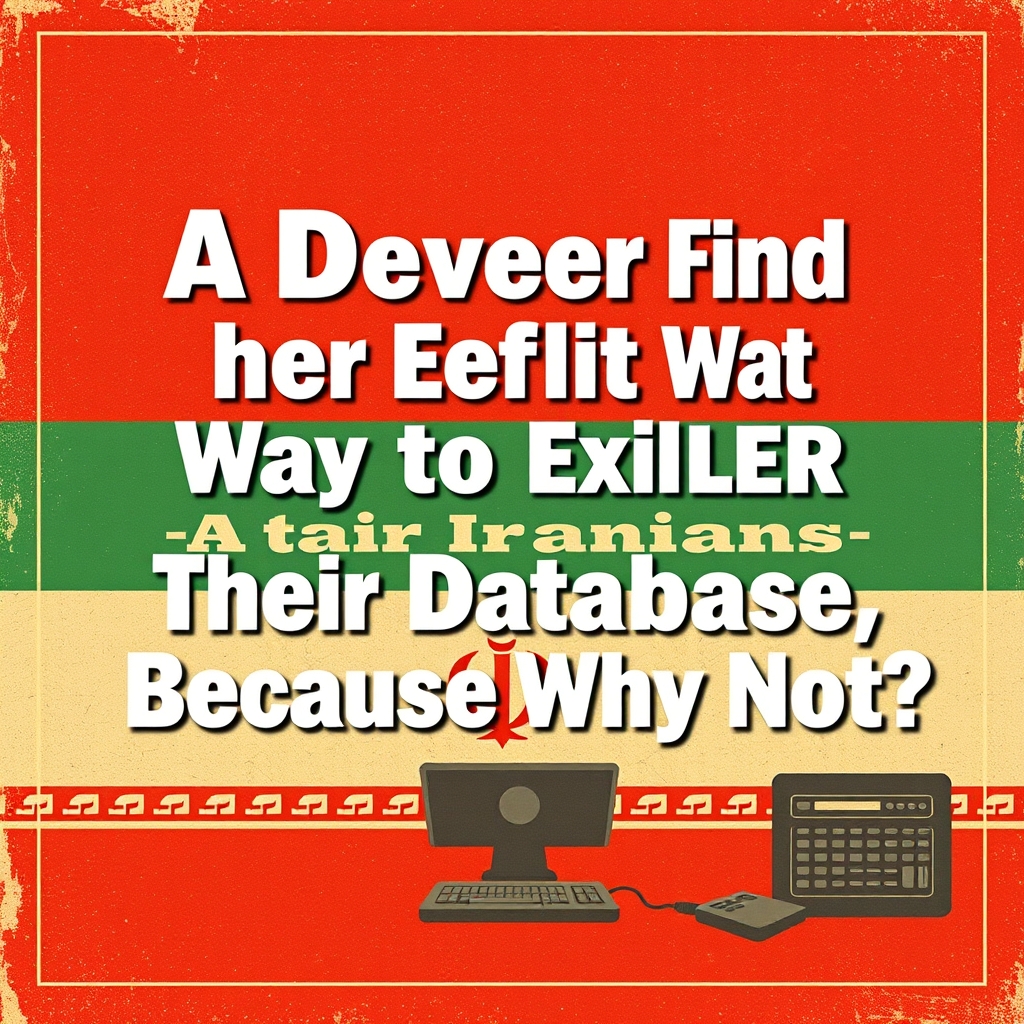 A Deveer Find
her Eeflit Wat
Way to ExilLER
-A tair Iranians-
Their Database,
Because Why Not?